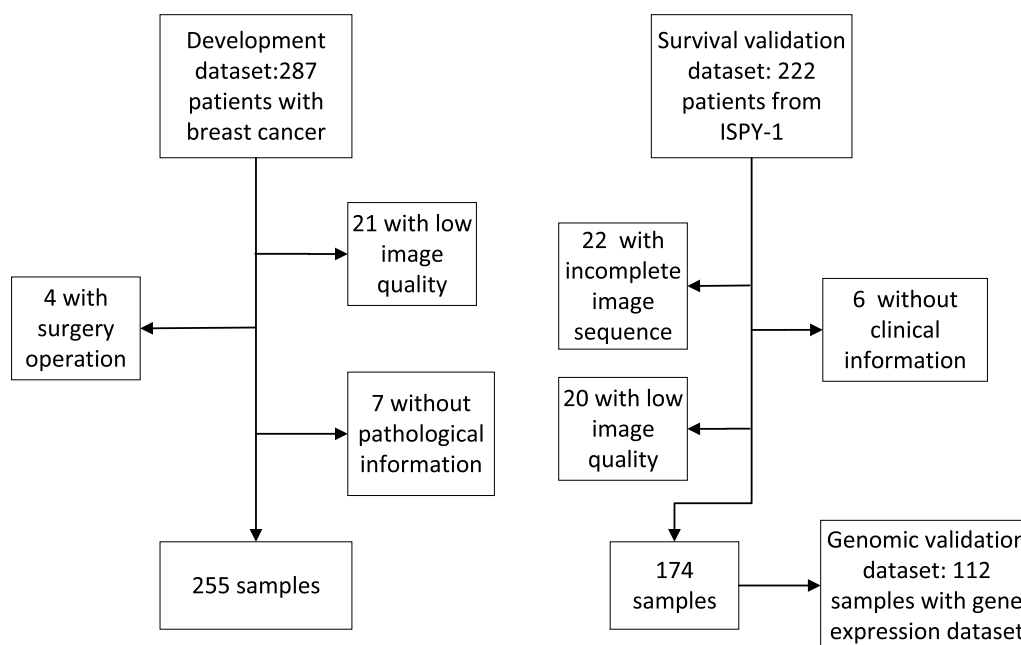 Development
dataset:287
patients with
breast cancer
21 with low
image
quality
4 with
surgery
operation
7 without
pathological
information
255 samples
Survival validation
dataset: 222
patients from
ISPY-1
22 with
incomplete
image
sequence
6 without
clinical
information
20 with low
image
quality
174
samples
Genomic validation
dataset: 112
samples with gene
expression dataset